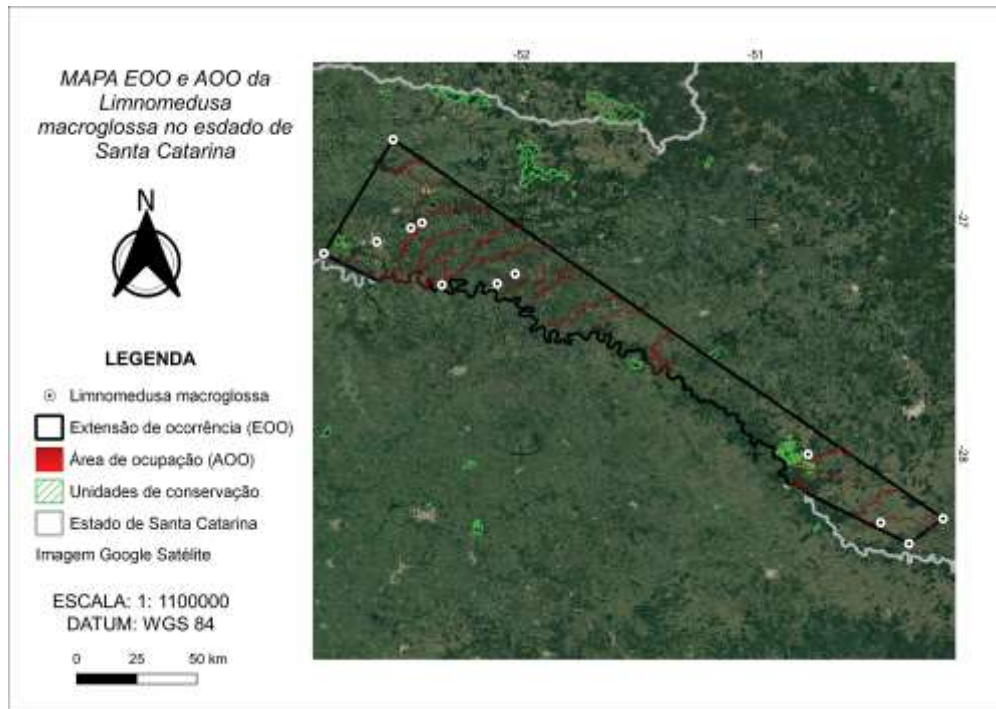 MAPA EOO e AOO da
Limnomedusa
macroglossa no esdado de
Santa Catarina
N
LEGENDA
Limnomedusa macroglossa
Extensão de ocorrência (EOO)
Área de ocupação (AOO)
Unidades de conservação
Estado de Santa Catarina
Imagem Google Satélite
ESCALA: 1: 1100000
DATUM: WGS 84
0 25 50 km
-52 -51
-27
-28